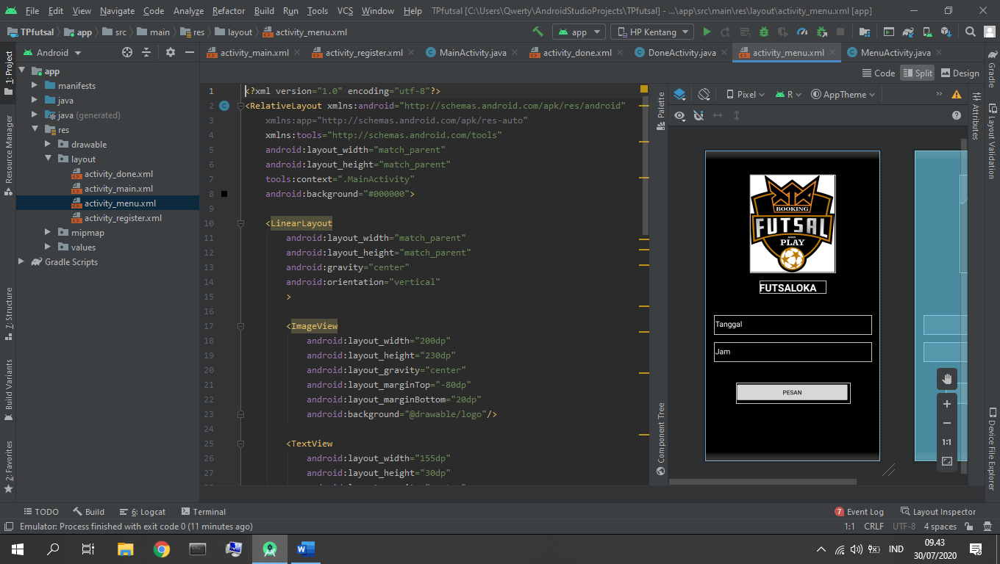 File Edit View Navigate Code Analyze Refactor Build Run Tools VCS Window Help TPfutsal [C:\Users\Qwerty\AndroidStudioProjects\TPfutsal] - ...\app\src\main\res\layout\activity_menu.xml [app]
TPfutsal app src main res layout activity_menu.xml app HP Kentang
Android activity_main.xml activity_register.xml MainActivity.java activity_done.xml DoneActivity.java activity_menu.xml MenuActivity.java
Code Split Design
1: Project
Resource Manager
7: Structure
Build Variants
2: Favorites
app
manifests
java
java (generated)
res
drawable
layout
activity_done.xml
activity_main.xml
activity_menu.xml
activity_register.xml
mipmap
values
Gradle Scripts
1 <?xml version="1.0" encoding="utf-8"?>
2 <RelativeLayout xmlns:android="http://schemas.android.com/apk/res/android"
3 xmlns:app="http://schemas.android.com/apk/res-auto"
4 xmlns:tools="http://schemas.android.com/tools"
5 android:layout_width="match_parent"
6 android:layout_height="match_parent"
7 tools:context=".MainActivity"
8 android:background="#000000">
9
10 <LinearLayout
11 android:layout_width="match_parent"
12 android:layout_height="match_parent"
13 android:gravity="center"
14 android:orientation="vertical"
15 >
16
17 <ImageView
18 android:layout_width="200dp"
19 android:layout_height="230dp"
20 android:layout_gravity="center"
21 android:layout_marginTop="-80dp"
22 android:layout_marginBottom="20dp"
23 android:background="@drawable/logo"/>
24
25 <TextView
26 android:layout_width="155dp"
27 android:layout_height="30dp"
Palette
Component Tree
Pixel R AppTheme
BOOKING
FUTSAL
AND
PLAY
FUTSALOKA
Tanggal
Jam
PESAN
1:1
Attributes
Gradle
Layout Validation
Device File Explorer
TODO Build 6: Logcat Terminal 7 Event Log Layout Inspector
Emulator: Process finished with exit code 0 (11 minutes ago) 1:1 CRLF UTF-8 4 spaces
IND 09.43
30/07/2020